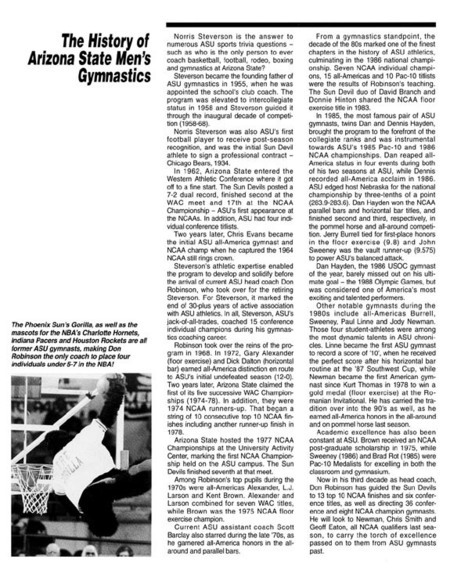 The History of
Arizona State Men's
Gymnastics
Norris Steverson is the answer to
numerous ASU sports trivia questions –
such as who is the only person to ever
coach basketball, football, rodeo, boxing
and gymnastics at Arizona State?
Steverson became the founding father of
ASU gymnastics in 1955, when he was
appointed the school's club coach. The
program was elevated to intercollegiate
status in 1958 and Steverson guided it
through the inaugural decade of competi-
tion (1958-68).
Norris Steverson was also ASU's first
football player to receive post-season
recognition, and was the initial Sun Devil
athlete to sign a professional contract –
Chicago Bears, 1934.
In 1962, Arizona State entered the
Western Athletic Conference where it got
off to a fine start. The Sun Devils posted a
7-2 dual record, finished second at the
WAC meet and 17th at the NCAA
Championship – ASU's first appearance at
the NCAAs. In addition, ASU had four indi-
vidual conference titlists.
Two years later, Chris Evans became
the initial ASU all-America gymnast and
NCAA champ when he captured the 1964
NCAA still rings crown.
Steverson's athletic expertise enabled
the program to develop and solidify before
the arrival of current ASU head coach Don
Robinson, who took over for the retiring
Steverson. For Steverson, it marked the
end of 30-plus years of active association
with ASU athletics. In all, Steverson, ASU's
jack-of-all-trades, coached 15 conference
individual champions during his gymnas-
tics coaching career.
Robinson took over the reins of the pro-
gram in 1968. In 1972, Gary Alexander
(floor exercise) and Dick Dalton (horizontal
bar) earned all-America distinction en route
to ASU's initial undefeated season (12-0).
Two years later, Arizona State claimed the
first of its five successive WAC Champion-
ships (1974-78). In addition, they were
1974 NCAA runners-up. That began a
string of 10 consecutive top 10 NCAA fin-
ishes including another runner-up finish in
1978.
Arizona State hosted the 1977 NCAA
Championships at the University Activity
Center, marking the first NCAA Champion-
ship held on the ASU campus. The Sun
Devils finished seventh at that meet.
Among Robinson's top pupils during the
1970s were all-Americas Alexander, L.J.
Larson and Kent Brown. Alexander and
Larson combined for seven WAC titles,
while Brown was the 1975 NCAA floor
exercise champion.
Current ASU assistant coach Scott
Barclay also starred during the late '70s, as
he garnered all-America honors in the all-
around and parallel bars.
From a gymnastics standpoint, the
decade of the 80s marked one of the finest
chapters in the history of ASU athletics,
culminating in the 1986 national champi-
onship. Seven NCAA individual champi-
ons, 15 all-Americas and 10 Pac-10 titlists
were the results of Robinson's teaching.
The Sun Devil duo of David Branch and
Donnie Hinton shared the NCAA floor
exercise title in 1983.
In 1985, the most famous pair of ASU
gymnasts, twins Dan and Dennis Hayden,
brought the program to the forefront of the
collegiate ranks and was instrumental
towards ASU's 1985 Pac-10 and 1986
NCAA championships. Dan reaped all-
America status in four events during both
of his two seasons at ASU, while Dennis
recorded all-America acclaim in 1986.
ASU edged host Nebraska for the national
championship by three-tenths of a point
(283.9-283.6). Dan Hayden won the NCAA
parallel bars and horizontal bar titles, and
finished second and third, respectively, in
the pommel horse and all-around competi-
tion. Jerry Burrell tied for first-place honors
in the floor exercise (9.8) and John
Sweeney was the vault runner-up (9.575)
to power ASU's balanced attack.
Dan Hayden, the 1986 USOC gymnast
of the year, barely missed out on his ulti-
mate goal – the 1988 Olympic Games, but
was considered one of America's most
exciting and talented performers.
Other notable gymnasts during the
1980s include all-Americas Burrell,
Sweeney, Paul Linne and Jody Newman.
Those four student-athletes were among
the most dynamic talents in ASU chroni-
cles. Linne became the first ASU gymnast
to record a score of '10', when he received
the perfect score after his horizontal bar
routine at the '87 Southwest Cup, while
Newman became the first American gym-
nast since Kurt Thomas in 1978 to win a
gold medal (floor exercise) at the Ro-
manian Invitational. He has carried the tra-
dition over into the 90's as well, as he
earned all-America honors in the all-around
and on pommel horse last season.
Academic excellence has also been
constant at ASU. Brown received an NCAA
post-graduate scholarship in 1975, while
Sweeney (1986) and Brad Rot (1985) were
Pac-10 Medalists for excelling in both the
classroom and gymnasium.
Now in his third decade as head coach,
Don Robinson has guided the Sun Devils
to 13 top 10 NCAA finishes and six confer-
ence titles, as well as directing 36 confer-
ence and eight NCAA champion gymnasts.
He will look to Newman, Chris Smith and
Geoff Eaton, all NCAA qualifiers last sea-
son, to carry the torch of excellence
passed on to them from ASU gymnasts
past.
The Phoenix Sun's Gorilla, as well as the
mascots for the NBA's Charlotte Hornets,
Indiana Pacers and Houston Rockets are all
former ASU gymnasts, making Don
Robinson the only coach to place four
individuals under 5-7 in the NBA!